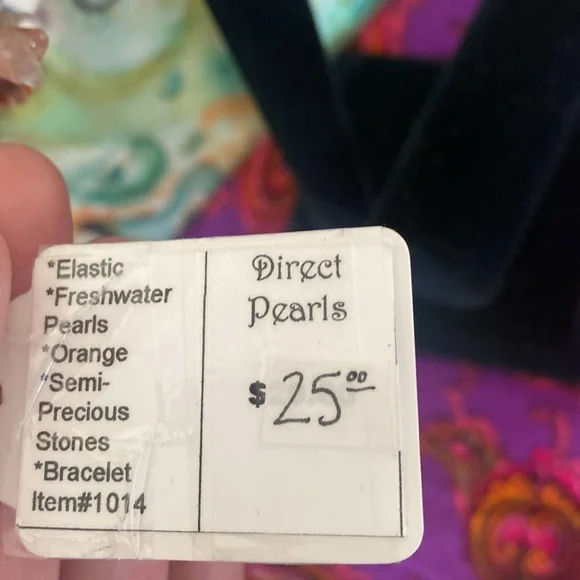 *Elastic
*Freshwater
Pearls
*Orange
*Semi-
Precious
Stones
*Bracelet
Item#1014
Direct
Pearls
$ 25.00